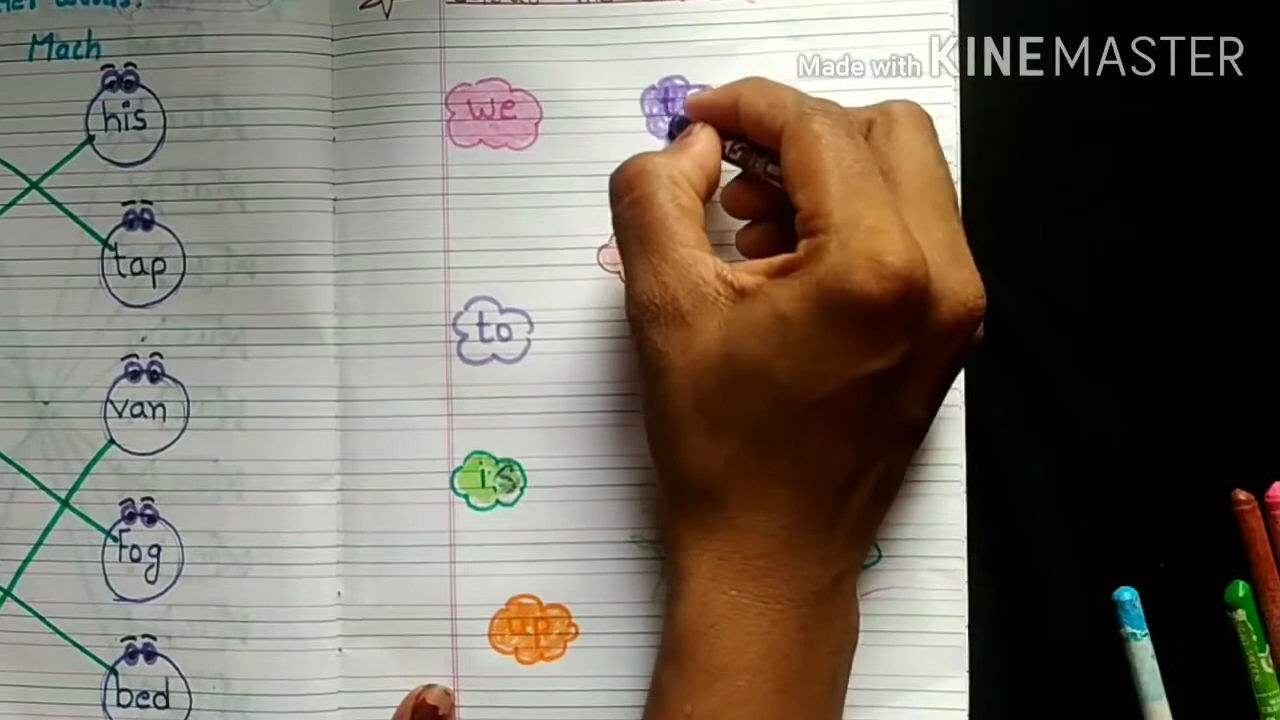 Mach
his
tap
van
Fog
bed
we
to
is
up
Made with KINEMASTER